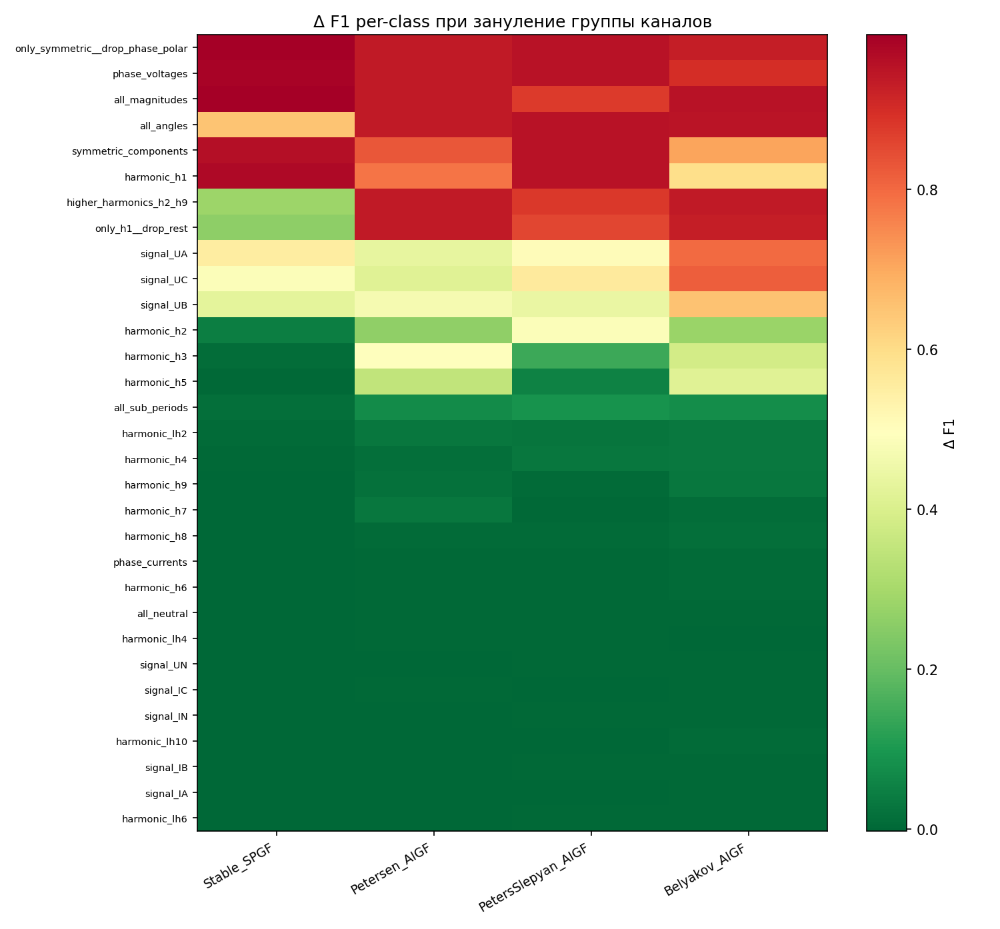 Δ F1 per-class при зануление группы каналов
only_symmetric__drop_phase_polar
phase_voltages
all_magnitudes
all_angles
symmetric_components
harmonic_h1
higher_harmonics_h2_h9
only_h1__drop_rest
signal_UA
signal_UC
signal_UB
harmonic_h2
harmonic_h3
harmonic_h5
all_sub_periods
harmonic_lh2
harmonic_h4
harmonic_h9
harmonic_h7
harmonic_h8
phase_currents
harmonic_h6
all_neutral
harmonic_lh4
signal_UN
signal_IC
signal_IN
harmonic_lh10
signal_IB
signal_IA
harmonic_lh6
Stable_SPGF
Petersen_AIGF
PetersSlepyan_AIGF
Belyakov_AIGF
0.8
0.6
0.4
0.2
0.0
Δ F1